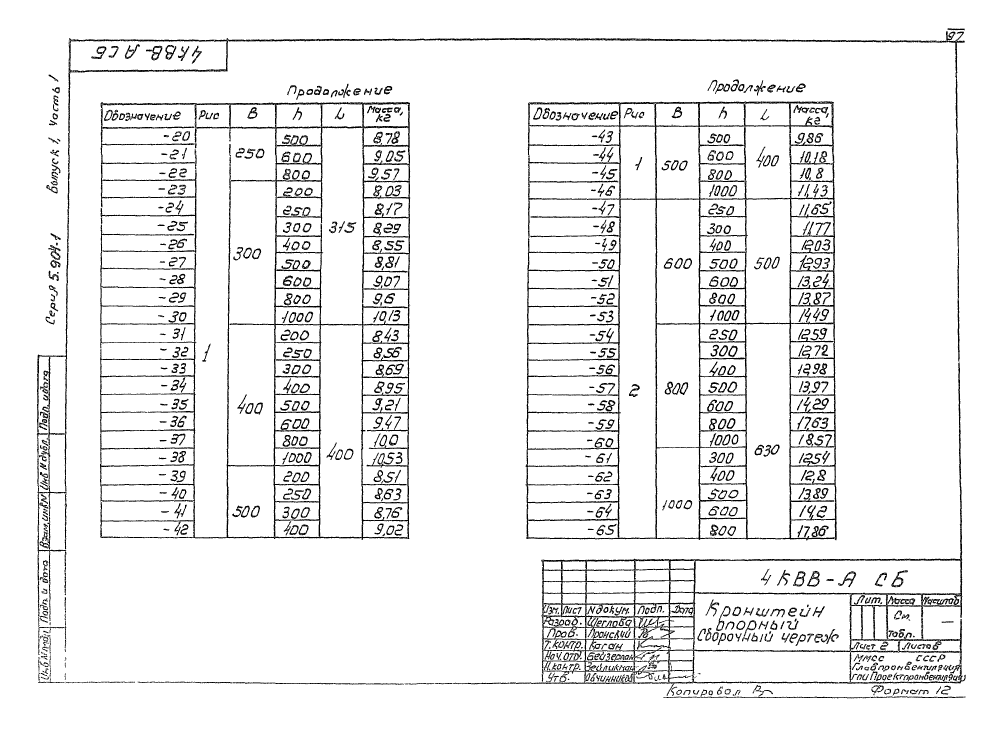 97
4КВВ-А СБ
Серия 5.904-1 Выпуск 1, Часть 1
Продолжение
Обозначение Рис В h L Масса, кг
-20 1 250 500 315 8,78
-21 600 9,05
-22 800 9,57
-23 300 200 8,03
-24 250 8,17
-25 300 8,29
-26 400 8,55
-27 500 8,81
-28 600 9,07
-29 800 9,6
-30 1000 10,13
-31 400 200 400 8,43
-32 250 8,56
-33 300 8,69
-34 400 8,95
-35 500 9,21
-36 600 9,47
-37 800 10,0
-38 1000 10,53
-39 500 200 8,51
-40 250 8,63
-41 300 8,76
-42 400 9,02
Продолжение
Обозначение Рис В h L Масса, кг
-43 1 500 500 400 9,86
-44 600 10,18
-45 800 10,8
-46 1000 11,43
-47 2 600 250 500 11,65
-48 300 11,77
-49 400 12,03
-50 500 12,93
-51 600 13,24
-52 800 13,87
-53 1000 14,49
-54 800 250 630 12,59
-55 300 12,72
-56 400 12,98
-57 500 13,97
-58 600 14,29
-59 800 17,63
-60 1000 18,57
-61 1000 300 12,54
-62 400 12,8
-63 500 13,89
-64 600 14,2
-65 800 17,86
Инв.№подл Подп. и дата Взам.инв.№ Инв.№дубл. Подп. и дата
4КВВ-А СБ
Изм. Лист № докум. Подп. Дата
Разраб. Щеглова
Пров. Пронский
Т.контр. Коган
Нач.отд.
Н.контр.
Утв. Овчинников
Кронштейн
опорный
Сборочный чертеж
Лит. Масса Масштаб
См. табл. —
Лист 2 Листов
ММСС СССР
Главпромвентиляция
ГПИ Проектпромвентиляция
Копировал
Формат 12